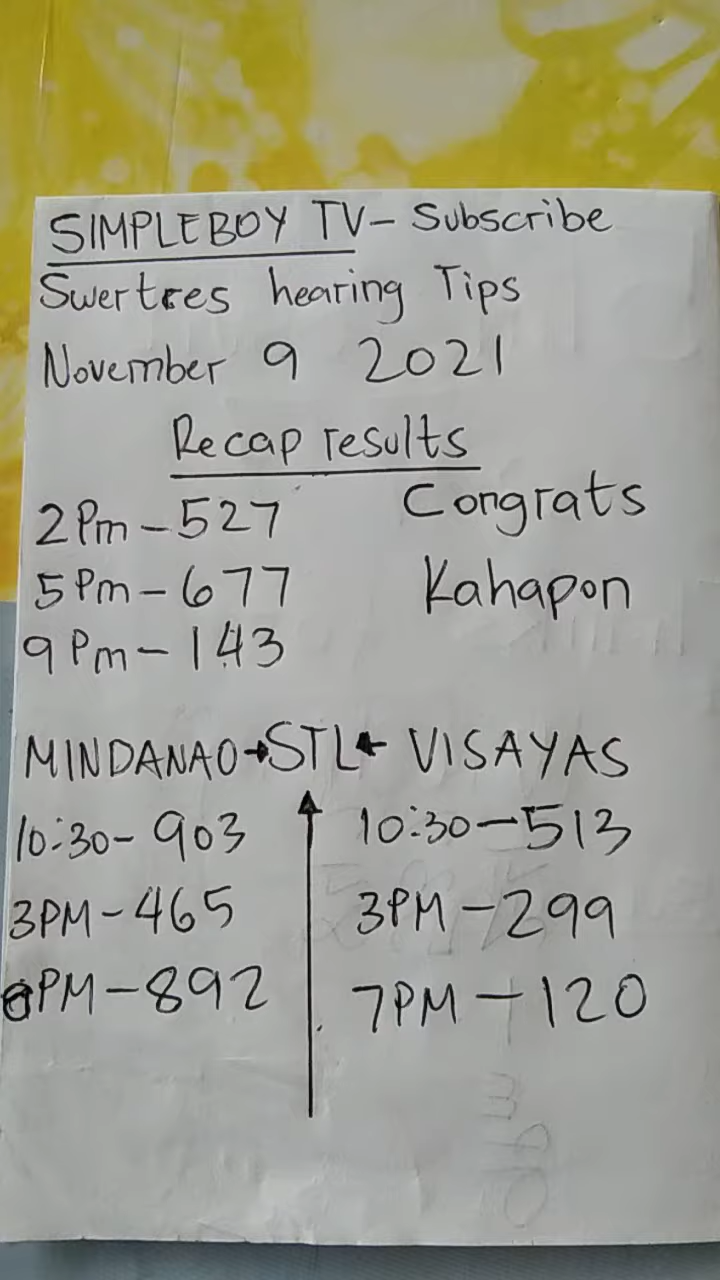 SIMPLEBOY TV - Subscribe
Swertres hearing Tips
November 9 2021
Recap results
2Pm - 527 Congrats
5Pm - 677 Kahapon
9Pm - 143
MINDANAO STL VISAYAS
10:30 - 903 10:30 - 513
3PM - 465 3PM - 299
PM - 892 7PM - 120